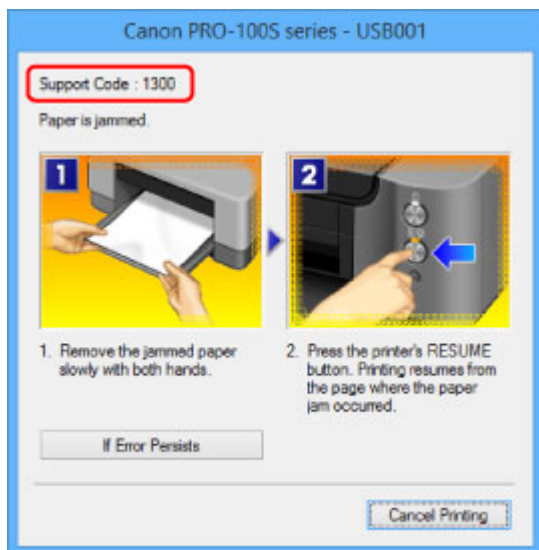 Canon PRO-100S series - USB001
Support Code : 1300
Paper is jammed.
1
2
1. Remove the jammed paper
slowly with both hands.
2. Press the printer's RESUME
button. Printing resumes from
the page where the paper
jam occurred.
If Error Persists
Cancel Printing